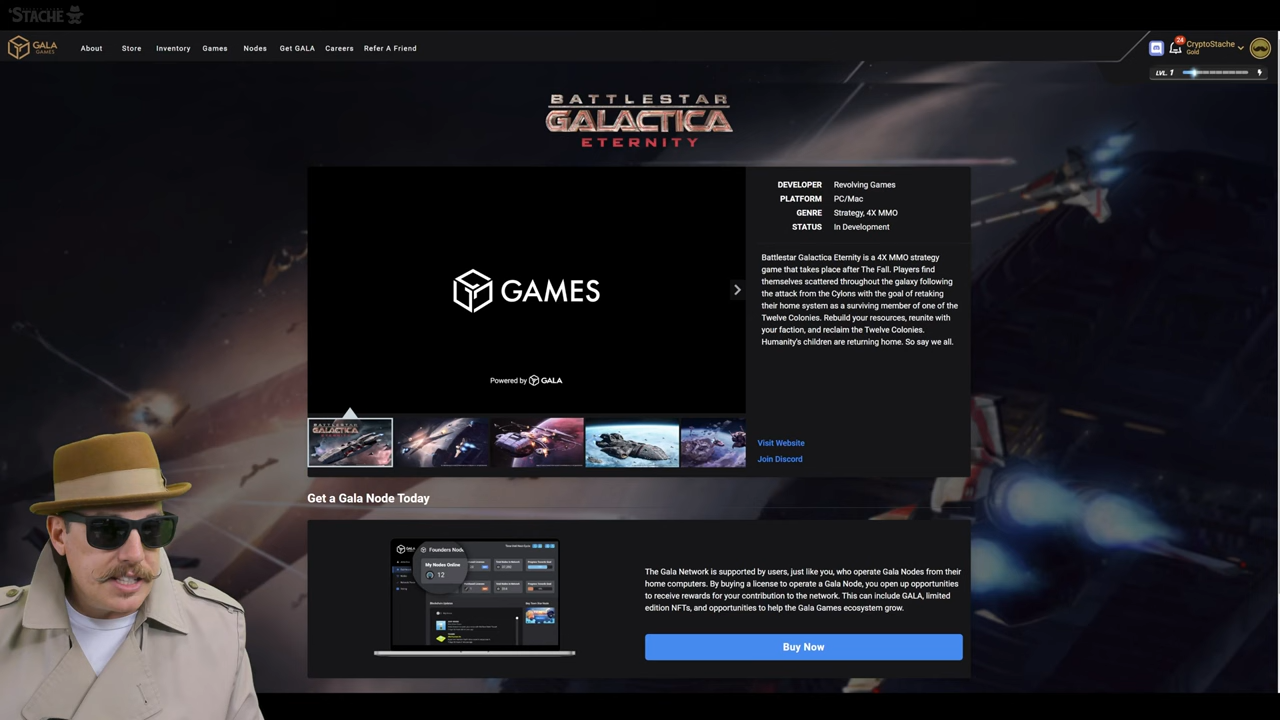 'STACHE
GALA
GAMES
About
Store
Inventory
Games
Nodes
Get GALA
Careers
Refer A Friend
24
CryptoStache
Gold
LVL. 1
BATTLESTAR
GALACTICA
ETERNITY
GAMES
Powered by GALA
DEVELOPER Revolving Games
PLATFORM PC/Mac
GENRE Strategy, 4X MMO
STATUS In Development
Battlestar Galactica Eternity is a 4X MMO strategy
game that takes place after The Fall. Players find
themselves scattered throughout the galaxy following
the attack from the Cylons with the goal of retaking
their home system as a surviving member of one of the
Twelve Colonies. Rebuild your resources, reunite with
your faction, and reclaim the Twelve Colonies.
Humanity's children are returning home. So say we all.
BATTLESTAR
GALACTICA
Visit Website
Join Discord
Get a Gala Node Today
Founders Node
My Nodes Online
12
The Gala Network is supported by users, just like you, who operate Gala Nodes from their
home computers. By buying a license to operate a Gala Node, you open up opportunities
to receive rewards for your contribution to the network. This can include GALA, limited
edition NFTs, and opportunities to help the Gala Games ecosystem grow.
Buy Now